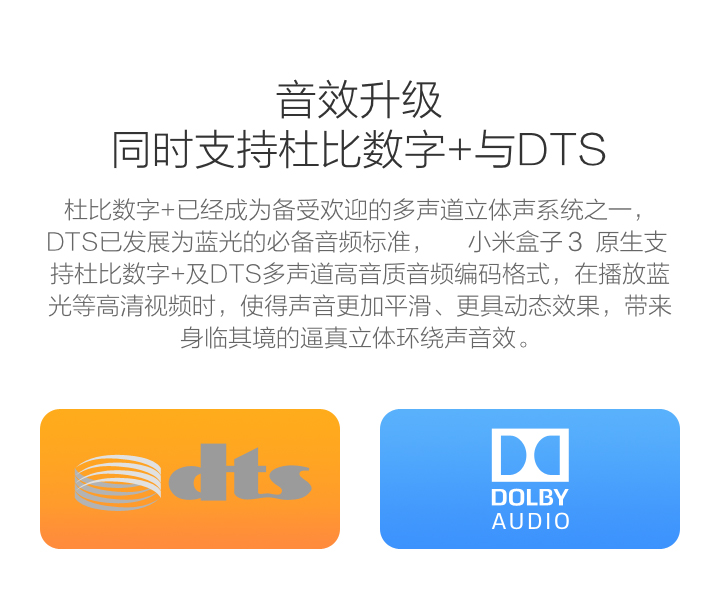 音效升级
同时支持杜比数字+与DTS
杜比数字+已经成为备受欢迎的多声道立体声系统之一，
DTS已发展为蓝光的必备音频标准， 小米盒子 3 原生支
持杜比数字+及DTS多声道高音质音频编码格式，在播放蓝
光等高清视频时，使得声音更加平滑、更具动态效果，带来
身临其境的逼真立体环绕声音效。
dts
DOLBY
AUDIO